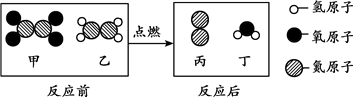 点燃
甲 乙 丙 丁
反应前 反应后
氢原子
氧原子
氮原子